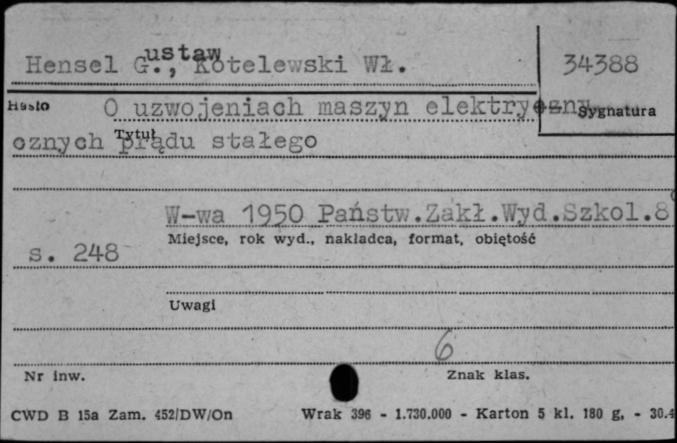 ustaw
Hensel G., Kotelewski Wł. 34388
Hasło O uzwojeniach maszyn elektryczny Sygnatura
cznych Tytuł prądu stałego
W-wa 1950 Państw.Zakł.Wyd.Szkol.8°
Miejsce, rok wyd., nakładca, format, objętość
s. 248
Uwagi
6
Nr inw. Znak klas.
CWD B 15a Zam. 452/DW/On Wrak 396 - 1.730.000 - Karton 5 kl. 180 g, - 30.4